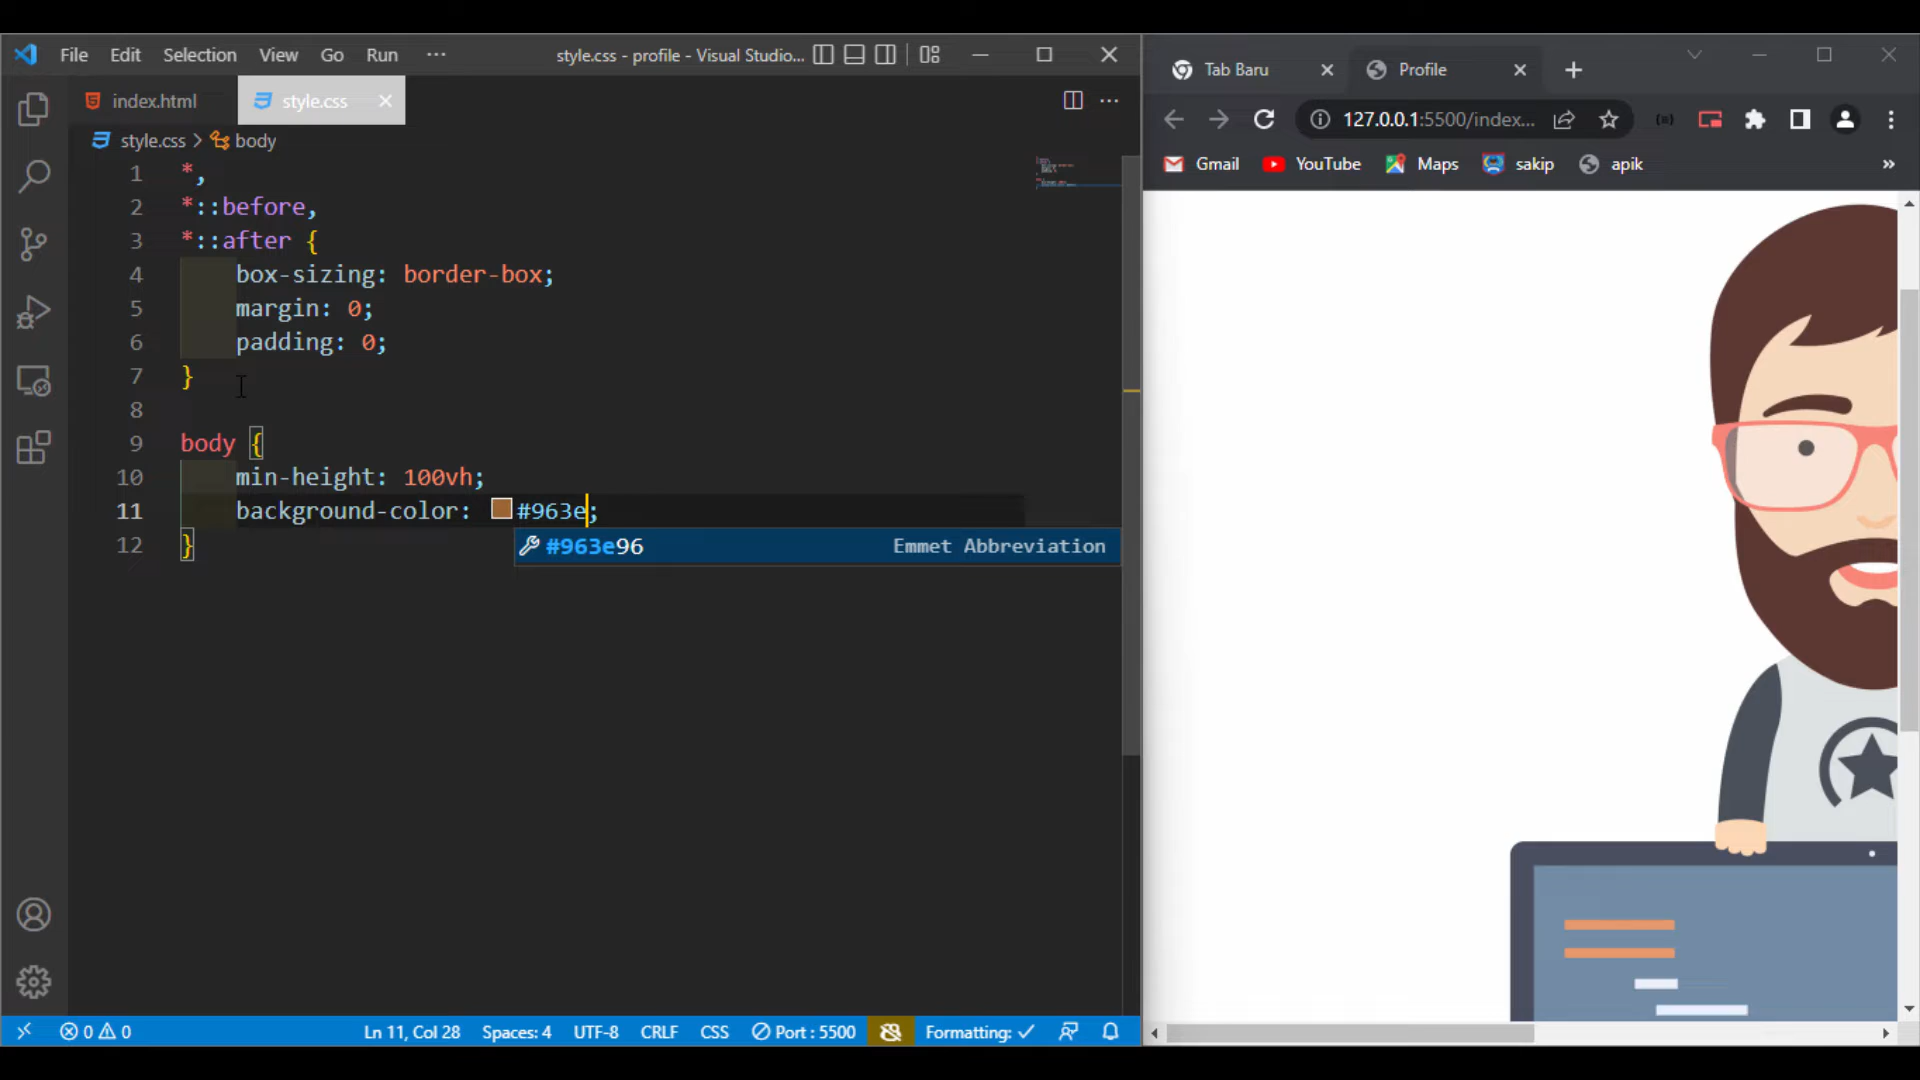 File Edit Selection View Go Run ··· style.css - profile - Visual Studio...
index.html style.css
style.css > body
1 *,
2 *::before,
3 *::after {
4 box-sizing: border-box;
5 margin: 0;
6 padding: 0;
7 }
8
9 body {
10 min-height: 100vh;
11 background-color: #963e;
#963e96 Emmet Abbreviation
12 }
0 0 Ln 11, Col 28 Spaces: 4 UTF-8 CRLF CSS Port : 5500 Formatting: ✓
Tab Baru Profile
127.0.0.1:5500/index...
Gmail YouTube Maps sakip apik »